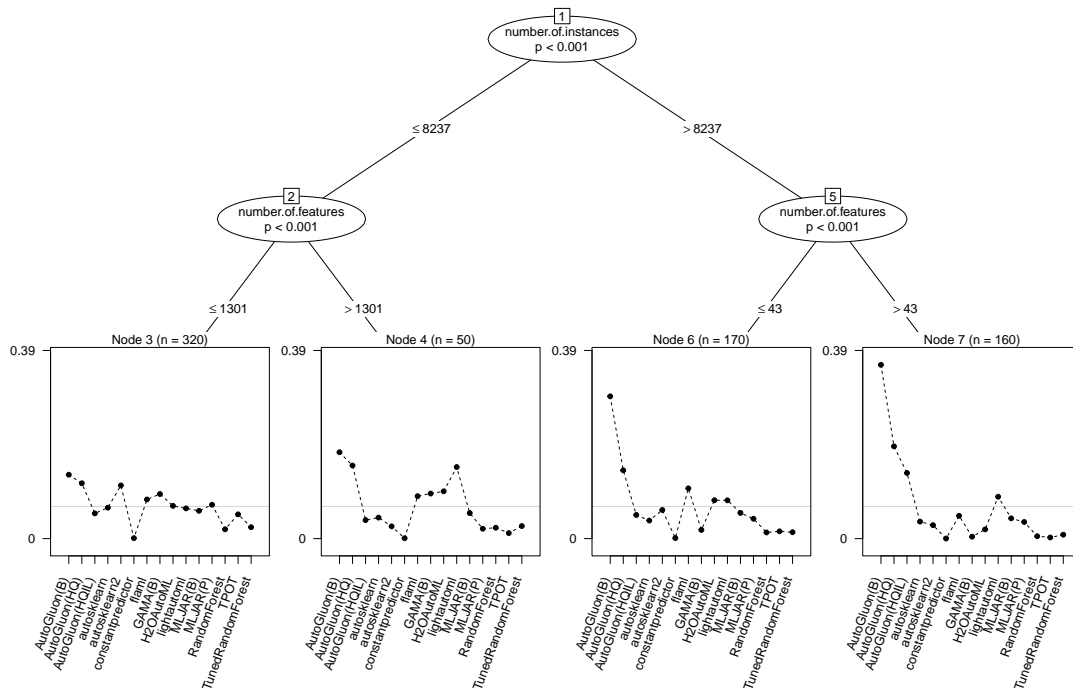 1
number.of.instances
p < 0.001
≤ 8237
> 8237
2
number.of.features
p < 0.001
5
number.of.features
p < 0.001
≤ 1301
> 1301
≤ 43
> 43
Node 3 (n = 320)
0.39
0
AutoGluon(B)
AutoGluon(HQ)
AutoGluon(HQIL)
autosklearn
autosklearn2
constantpredictor
flaml
GAMA(B)
H2OAutoML
lightautoml
MLJAR(B)
MLJAR(P)
RandomForest
TPOT
TunedRandomForest
Node 4 (n = 50)
0.39
0
AutoGluon(B)
AutoGluon(HQ)
AutoGluon(HQIL)
autosklearn
autosklearn2
constantpredictor
flaml
GAMA(B)
H2OAutoML
lightautoml
MLJAR(B)
MLJAR(P)
RandomForest
TPOT
TunedRandomForest
Node 6 (n = 170)
0.39
0
AutoGluon(B)
AutoGluon(HQ)
AutoGluon(HQIL)
autosklearn
autosklearn2
constantpredictor
flaml
GAMA(B)
H2OAutoML
lightautoml
MLJAR(B)
MLJAR(P)
RandomForest
TPOT
TunedRandomForest
Node 7 (n = 160)
0.39
0
AutoGluon(B)
AutoGluon(HQ)
AutoGluon(HQIL)
autosklearn
autosklearn2
constantpredictor
flaml
GAMA(B)
H2OAutoML
lightautoml
MLJAR(B)
MLJAR(P)
RandomForest
TPOT
TunedRandomForest